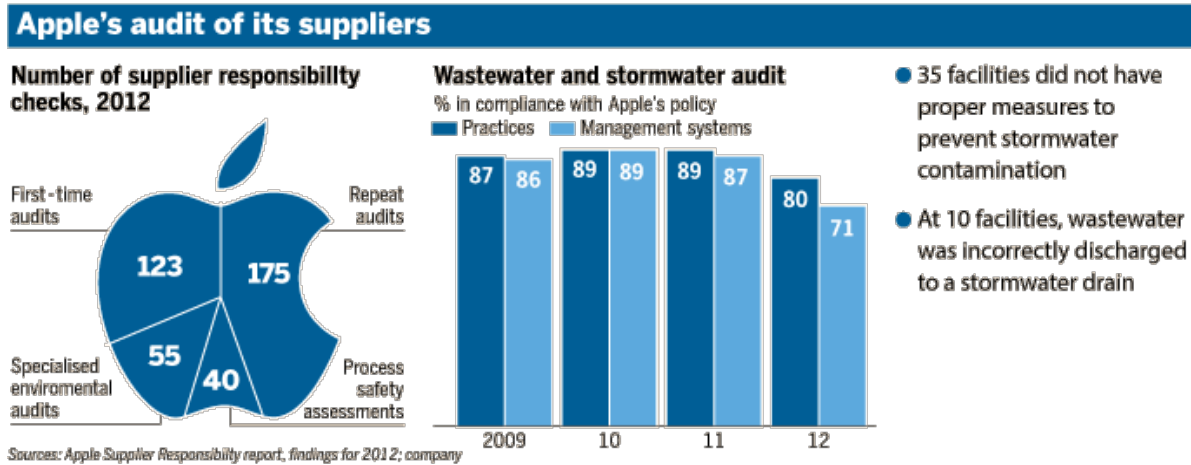 Apple's audit of its suppliers
Number of supplier responsibillty
checks, 2012
First-time
audits
Repeat
audits
123
175
55
40
Specialised
enviromental
audits
Process
safety
assessments
Wastewater and stormwater audit
% in compliance with Apple's policy
Practices Management systems
87 86 89 89 89 87 80 71
2009 10 11 12
35 facilities did not have
proper measures to
prevent stormwater
contamination
At 10 facilities, wastewater
was incorrectly discharged
to a stormwater drain
Sources: Apple Supplier Responsibilty report, findings for 2012; company